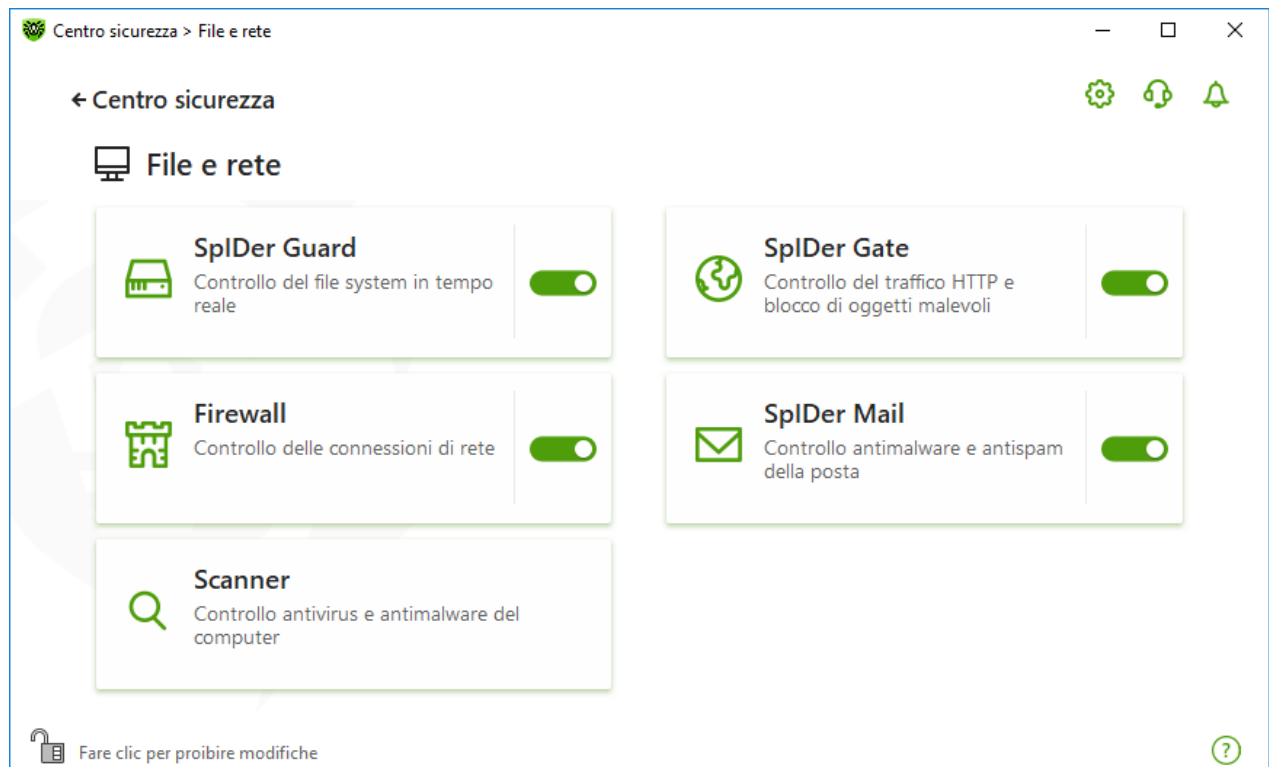 Centro sicurezza > File e rete
← Centro sicurezza
File e rete
SpIDer Guard
Controllo del file system in tempo
reale
SpIDer Gate
Controllo del traffico HTTP e
blocco di oggetti malevoli
Firewall
Controllo delle connessioni di rete
SpIDer Mail
Controllo antimalware e antispam
della posta
Scanner
Controllo antivirus e antimalware del
computer
Fare clic per proibire modifiche
?